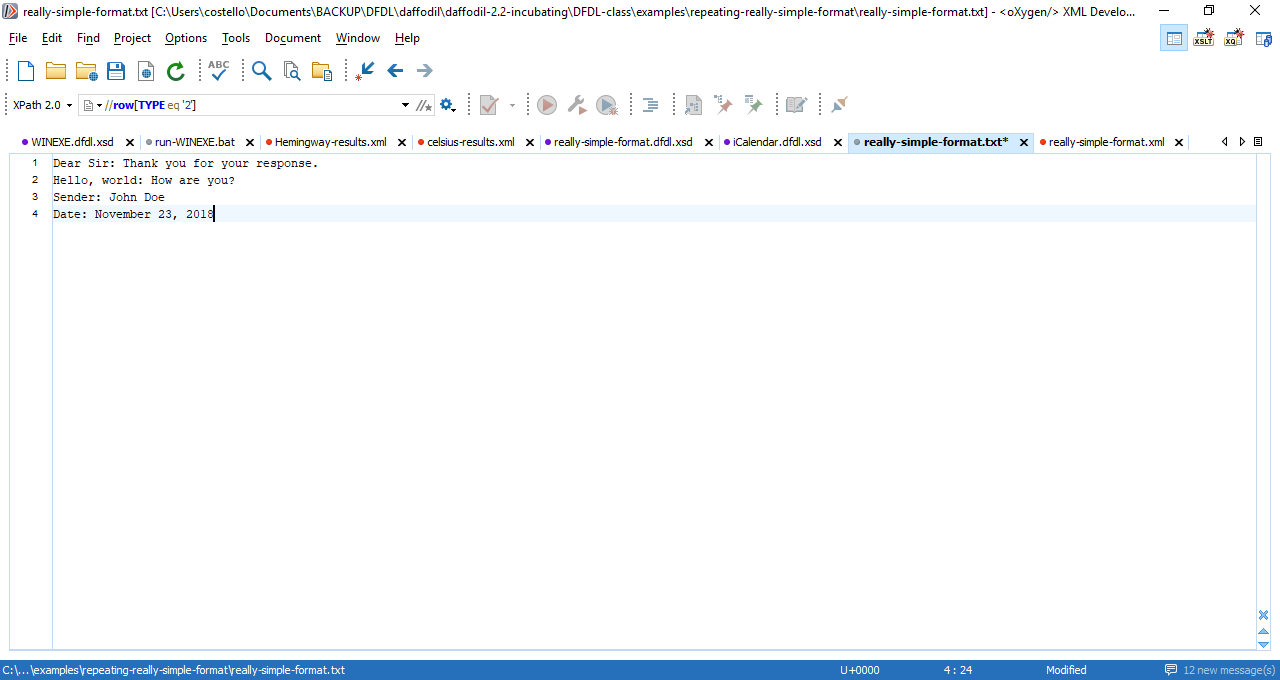 really-simple-format.txt [C:\Users\costello\Documents\BACKUP\DFDL\daffodil\daffodil-2.2-incubating\DFDL-class\examples\repeating-really-simple-format\really-simple-format.txt] - <oXygen/> XML Develo...
File Edit Find Project Options Tools Document Window Help
ABC XSLT XQ
XPath 2.0 //row[TYPE eq '2']
WINEXE.dfdl.xsd run-WINEXE.bat Hemingway-results.xml celsius-results.xml really-simple-format.dfdl.xsd iCalendar.dfdl.xsd really-simple-format.txt* really-simple-format.xml
1 Dear Sir: Thank you for your response.
2 Hello, world: How are you?
3 Sender: John Doe
4 Date: November 23, 2018
C:\...\examples\repeating-really-simple-format\really-simple-format.txt U+0000 4 : 24 Modified 12 new message(s)